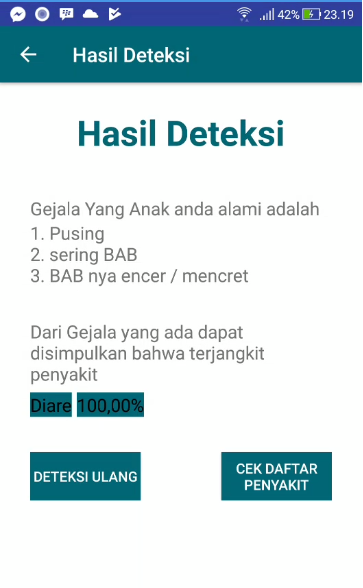 42% 23.19
Hasil Deteksi
Hasil Deteksi
Gejala Yang Anak anda alami adalah
1. Pusing
2. sering BAB
3. BAB nya encer / mencret
Dari Gejala yang ada dapat
disimpulkan bahwa terjangkit
penyakit
Diare 100,00%
DETEKSI ULANG
CEK DAFTAR
PENYAKIT